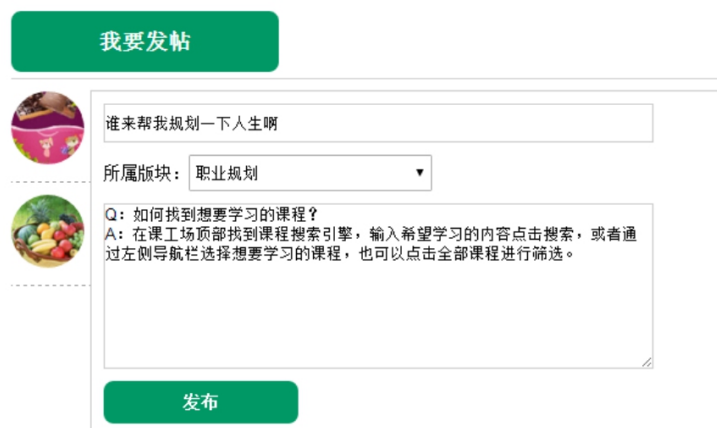 我要发帖
谁来帮我规划一下人生啊
所属版块：职业规划
Q：如何找到想要学习的课程？
A：在课工场顶部找到课程搜索引擎，输入希望学习的内容点击搜索，或者通
过左侧导航栏选择想要学习的课程，也可以点击全部课程进行筛选。
发布